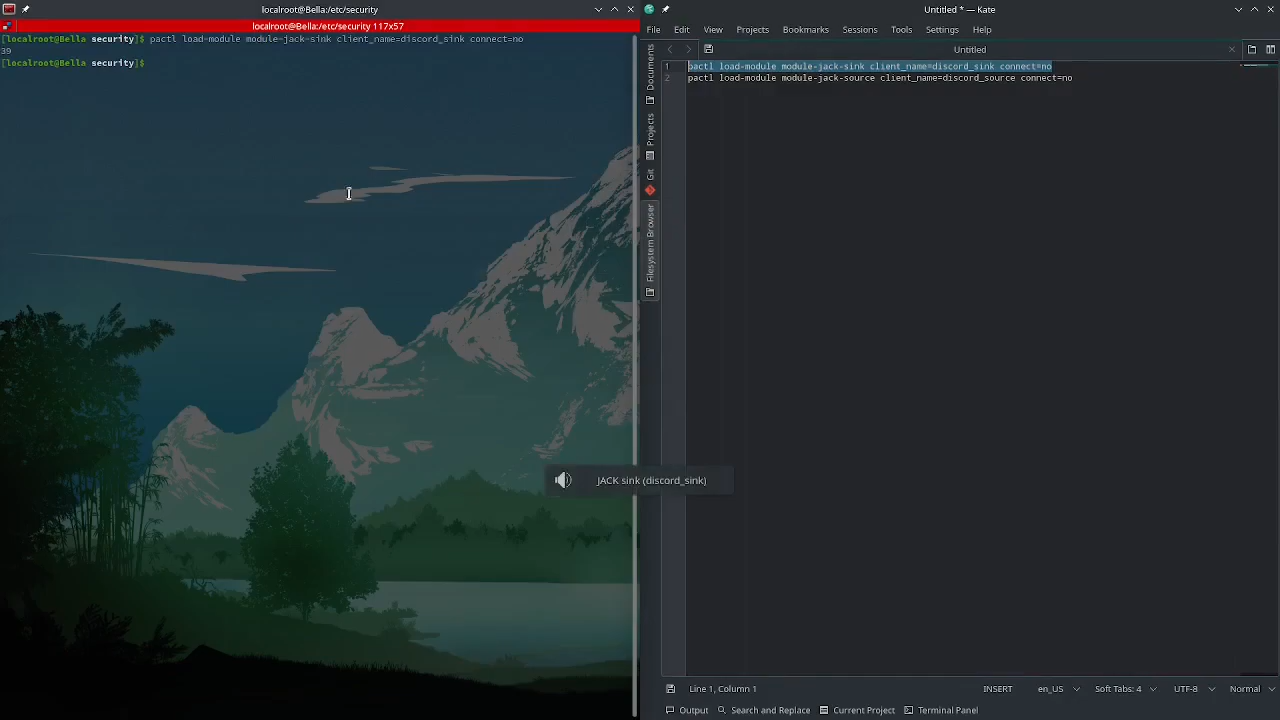 localroot@Bella:/etc/security
localroot@Bella:/etc/security 117x57
[localroot@Bella security]$ pactl load-module module-jack-sink client_name=discord_sink connect=no
39
[localroot@Bella security]$
Untitled * — Kate
File Edit View Projects Bookmarks Sessions Tools Settings Help
Untitled
Documents
Projects
Git
Filesystem Browser
1 pactl load-module module-jack-sink client_name=discord_sink connect=no
2 pactl load-module module-jack-source client_name=discord_source connect=no
JACK sink (discord_sink)
Line 1, Column 1 INSERT en_US Soft Tabs: 4 UTF-8 Normal
Output Search and Replace Current Project Terminal Panel